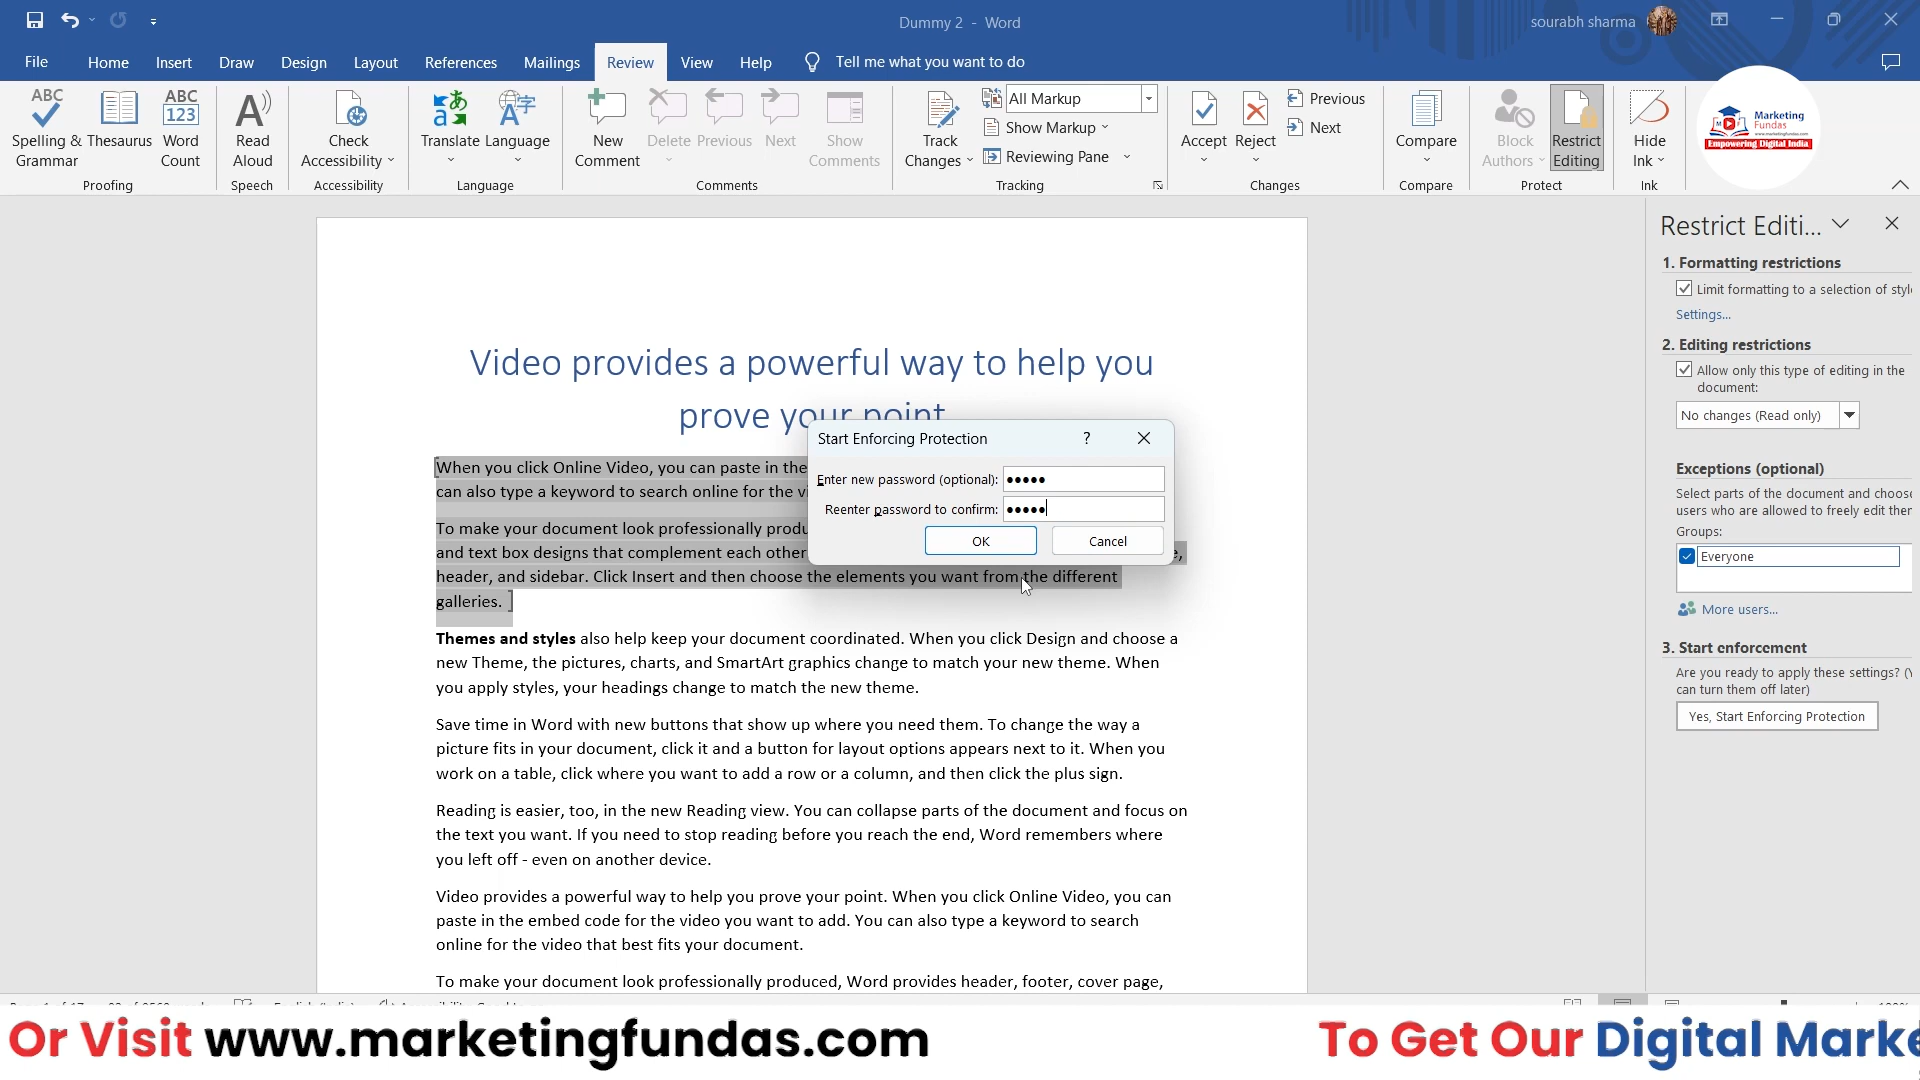 Dummy 2 - Word
sourabh sharma
File
Home
Insert
Draw
Design
Layout
References
Mailings
Review
View
Help
Tell me what you want to do
ABC
Spelling &
Grammar
Thesaurus
ABC
123
Word
Count
Proofing
A
Read
Aloud
Speech
Check
Accessibility
Accessibility
Translate
Language
Language
New
Comment
Delete
Previous
Next
Show
Comments
Comments
Track
Changes
All Markup
Show Markup
Reviewing Pane
Tracking
Accept
Reject
Previous
Next
Changes
Compare
Compare
Block
Authors
Restrict
Editing
Protect
Hide
Ink
Ink
Marketing
Fundas
www.marketingfundas.com
Empowering Digital India
Restrict Editi...
1. Formatting restrictions
Limit formatting to a selection of style
Settings...
2. Editing restrictions
Allow only this type of editing in the
document:
No changes (Read only)
Exceptions (optional)
Select parts of the document and choose
users who are allowed to freely edit ther
Groups:
Everyone
More users...
3. Start enforcement
Are you ready to apply these settings? (Y
can turn them off later)
Yes, Start Enforcing Protection
Video provides a powerful way to help you
prove your point
When you click Online Video, you can paste in the
can also type a keyword to search online for the vi
To make your document look professionally produ
and text box designs that complement each other
header, and sidebar. Click Insert and then choose the elements you want from the different
galleries.
Start Enforcing Protection
?
Enter new password (optional): •••••
Reenter password to confirm: •••••
OK
Cancel
Themes and styles also help keep your document coordinated. When you click Design and choose a
new Theme, the pictures, charts, and SmartArt graphics change to match your new theme. When
you apply styles, your headings change to match the new theme.
Save time in Word with new buttons that show up where you need them. To change the way a
picture fits in your document, click it and a button for layout options appears next to it. When you
work on a table, click where you want to add a row or a column, and then click the plus sign.
Reading is easier, too, in the new Reading view. You can collapse parts of the document and focus on
the text you want. If you need to stop reading before you reach the end, Word remembers where
you left off - even on another device.
Video provides a powerful way to help you prove your point. When you click Online Video, you can
paste in the embed code for the video you want to add. You can also type a keyword to search
online for the video that best fits your document.
To make your document look professionally produced, Word provides header, footer, cover page,
Or Visit www.marketingfundas.com
To Get Our Digital Marke